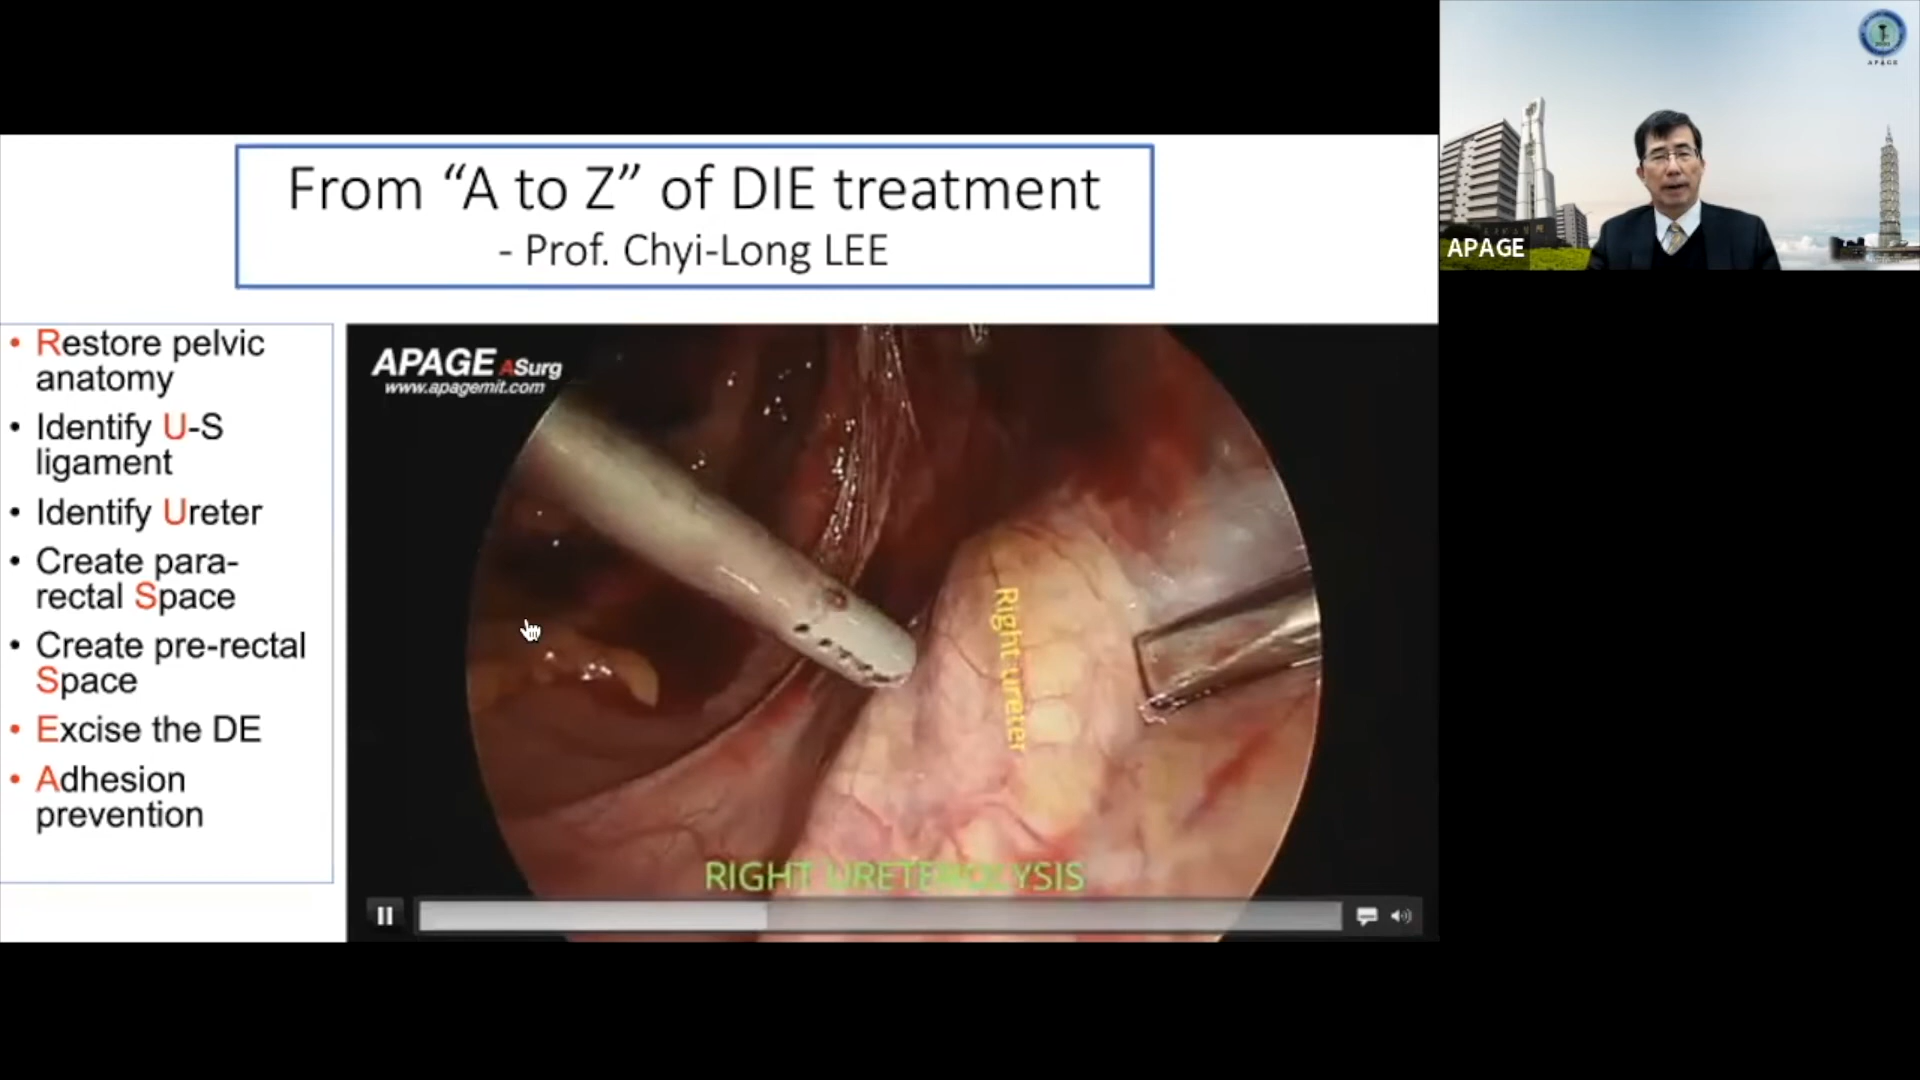 From “A to Z” of DIE treatment
- Prof. Chyi-Long LEE
• Restore pelvic
anatomy
• Identify U-S
ligament
• Identify Ureter
• Create para-
rectal Space
• Create pre-rectal
Space
• Excise the DE
• Adhesion
prevention
APAGE ASurg
www.apagemit.com
Right ureter
RIGHT URETEROLYSIS
APAGE
APAGE